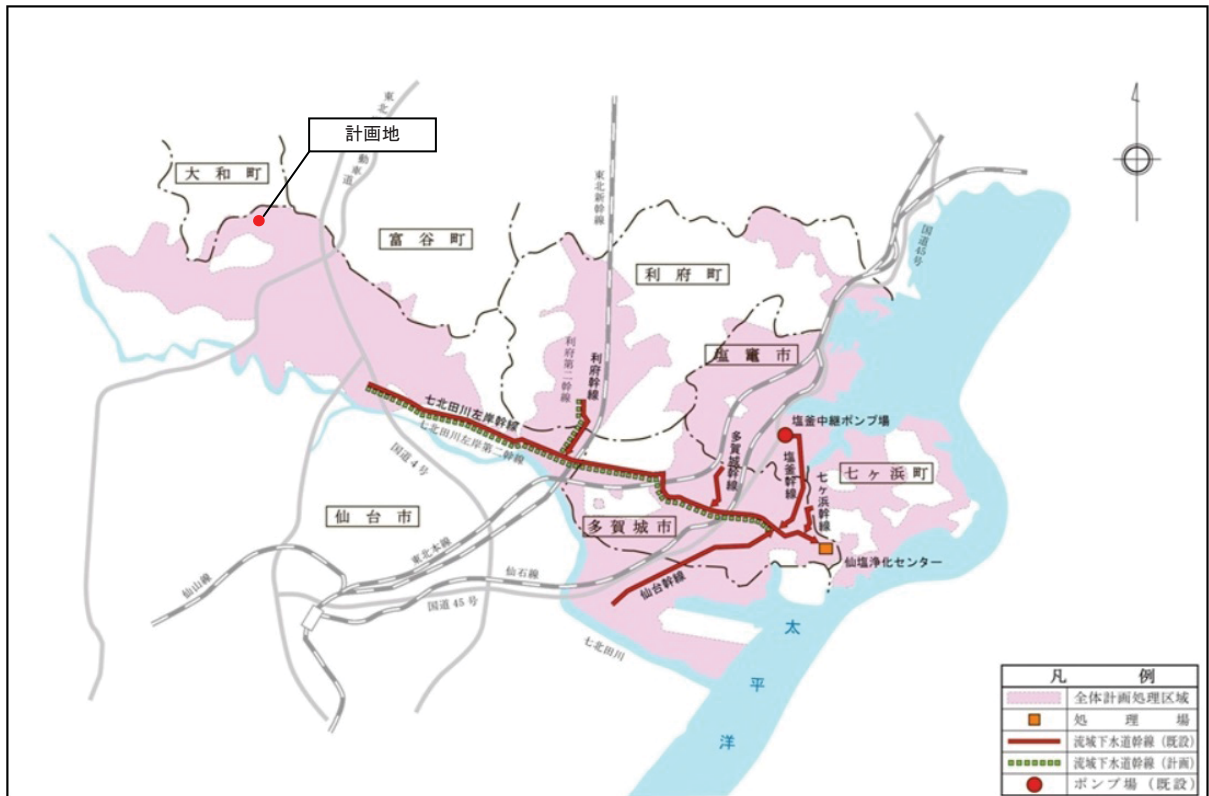 計画地
大和町
東北自動車道
富谷町
東北新幹線
利府町
国道45号
塩竈市
利府第二幹線
利府幹線
七北田川左岸幹線
七北田川左岸第二幹線
国道4号
塩釜中継ポンプ場
多賀城幹線
塩釜幹線
七ヶ浜幹線
七ヶ浜町
仙台市
多賀城市
仙塩浄化センター
東北本線
仙山線
仙石線
国道45号
仙台幹線
七北田川
太平洋
凡例
全体計画処理区域
処理場
流域下水道幹線(既設)
流域下水道幹線(計画)
ポンプ場(既設)